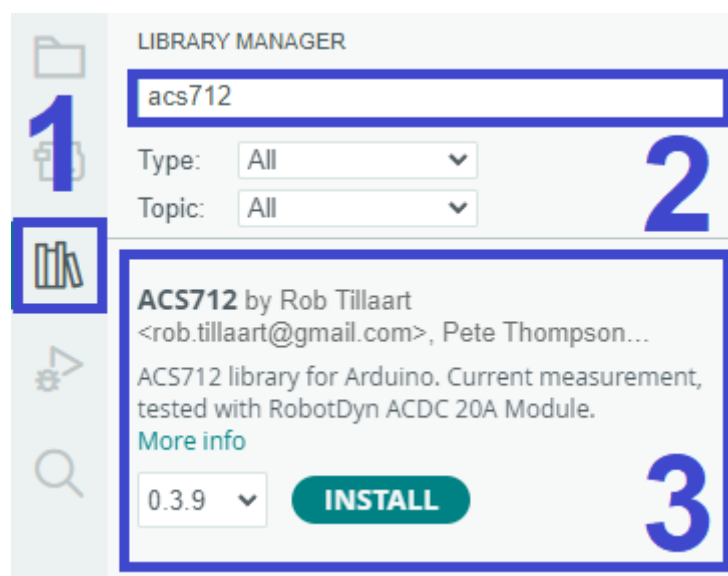 LIBRARY MANAGER
1
acs712
2
Type: All
Topic: All
ACS712 by Rob Tillaart
<rob.tillaart@gmail.com>, Pete Thompson...
ACS712 library for Arduino. Current measurement,
tested with RobotDyn ACDC 20A Module.
More info
0.3.9 INSTALL
3